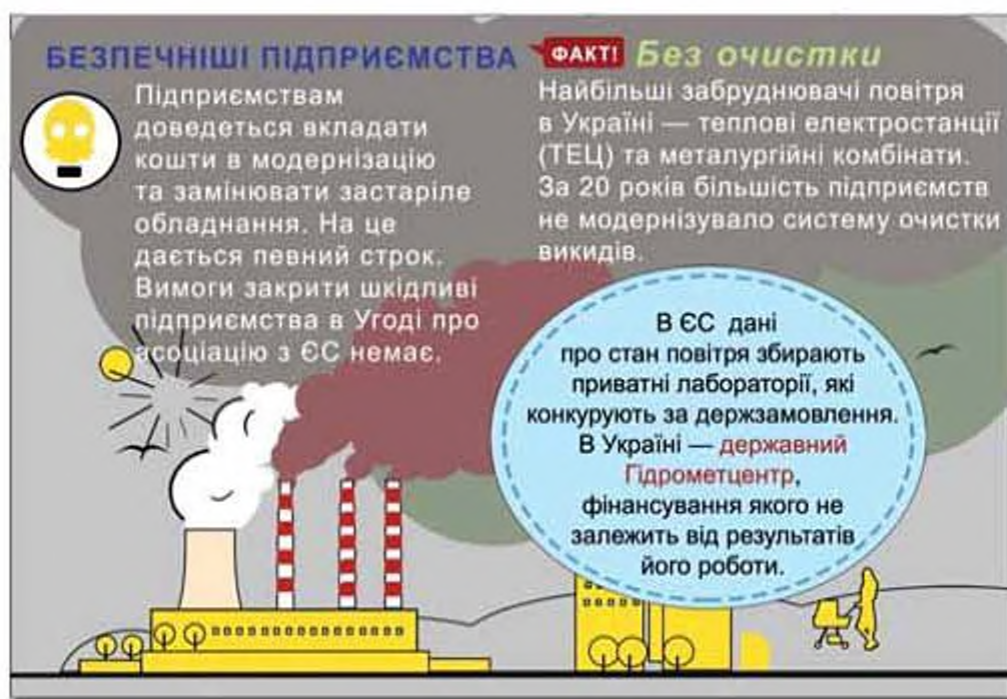 БЕЗПЕЧНІШІ ПІДПРИЄМСТВА
Підприємствам
доведеться вкладати
кошти в модернізацію
та замінювати застаріле
обладнання. На це
дається певний строк.
Вимоги закрити шкідливі
підприємства в Угоді про
асоціацію з ЄС немає.
ФАКТ! Без очистки
Найбільші забруднювачі повітря
в Україні — теплові електростанції
(ТЕЦ) та металургійні комбінати.
За 20 років більшість підприємств
не модернізувало систему очистки
викидів.
В ЄС дані
про стан повітря збирають
приватні лабораторії, які
конкурують за держзамовлення.
В Україні — державний
Гідрометцентр,
фінансування якого не
залежить від результатів
його роботи.